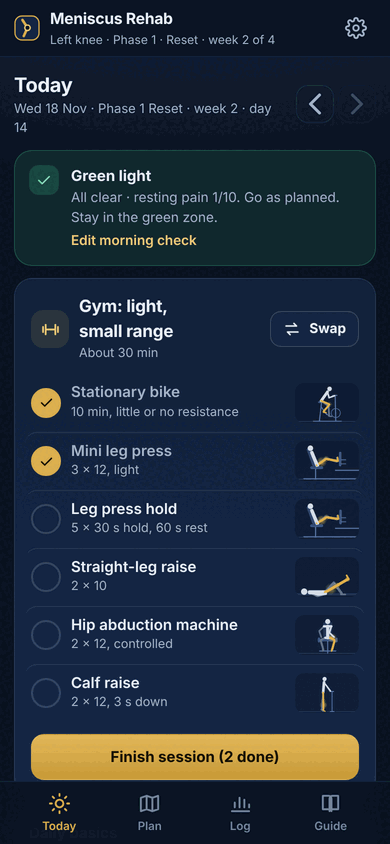 Meniscus Rehab
Left knee · Phase 1 · Reset · week 2 of 4
Today
Wed 18 Nov · Phase 1 Reset · week 2 · day
14
Green light
All clear · resting pain 1/10. Go as planned.
Stay in the green zone.
Edit morning check
Gym: light,
small range
About 30 min
Swap
Stationary bike
10 min, little or no resistance
Mini leg press
3 × 12, light
Leg press hold
5 × 30 s hold, 60 s rest
Straight-leg raise
2 × 10
Hip abduction machine
2 × 12, controlled
Calf raise
2 × 12, 3 s down
Finish session (2 done)
Today
Plan
Log
Guide